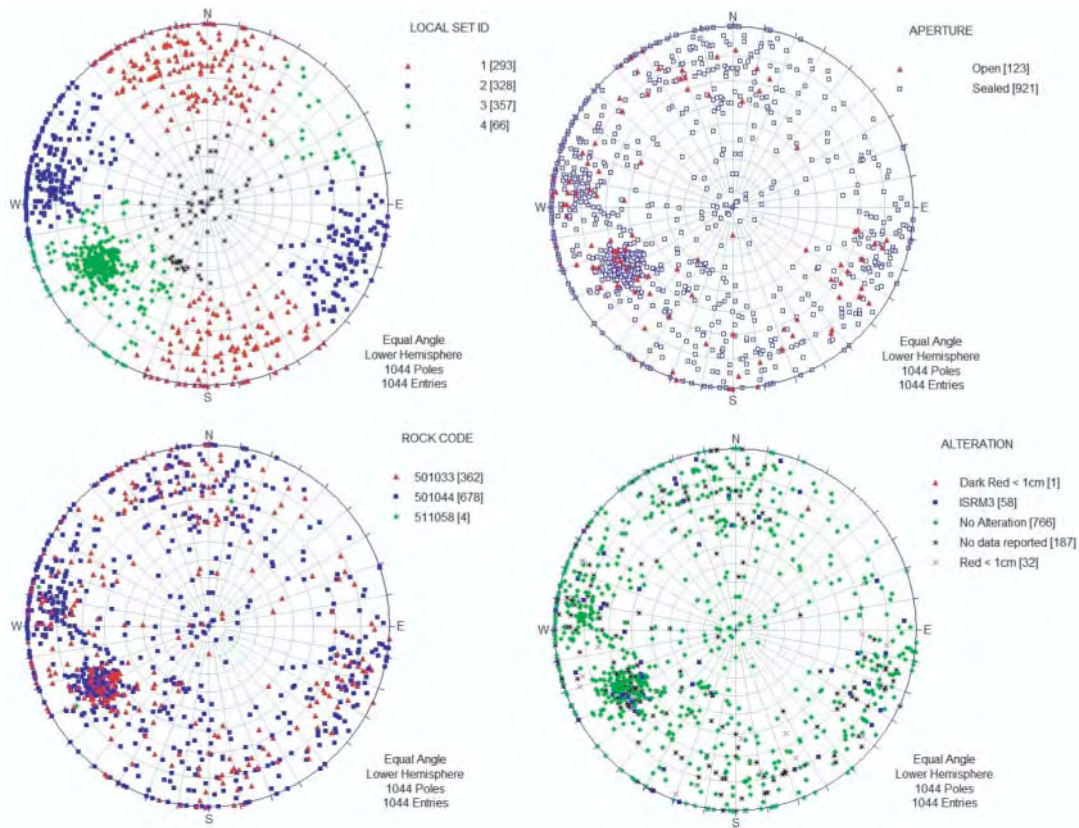 N
LOCAL SET ID
1 [293]
2 [328]
3 [357]
4 [66]
W
E
Equal Angle
Lower Hemisphere
1044 Poles
1044 Entries
S
N
APERTURE
Open [123]
Sealed [921]
W
E
Equal Angle
Lower Hemisphere
1044 Poles
1044 Entries
S
N
ROCK CODE
501033 [362]
501044 [678]
511058 [4]
W
E
Equal Angle
Lower Hemisphere
1044 Poles
1044 Entries
S
N
ALTERATION
Dark Red < 1cm [1]
ISRM3 [58]
No Alteration [766]
No data reported [187]
Red < 1cm [32]
W
E
Equal Angle
Lower Hemisphere
1044 Poles
1044 Entries
S